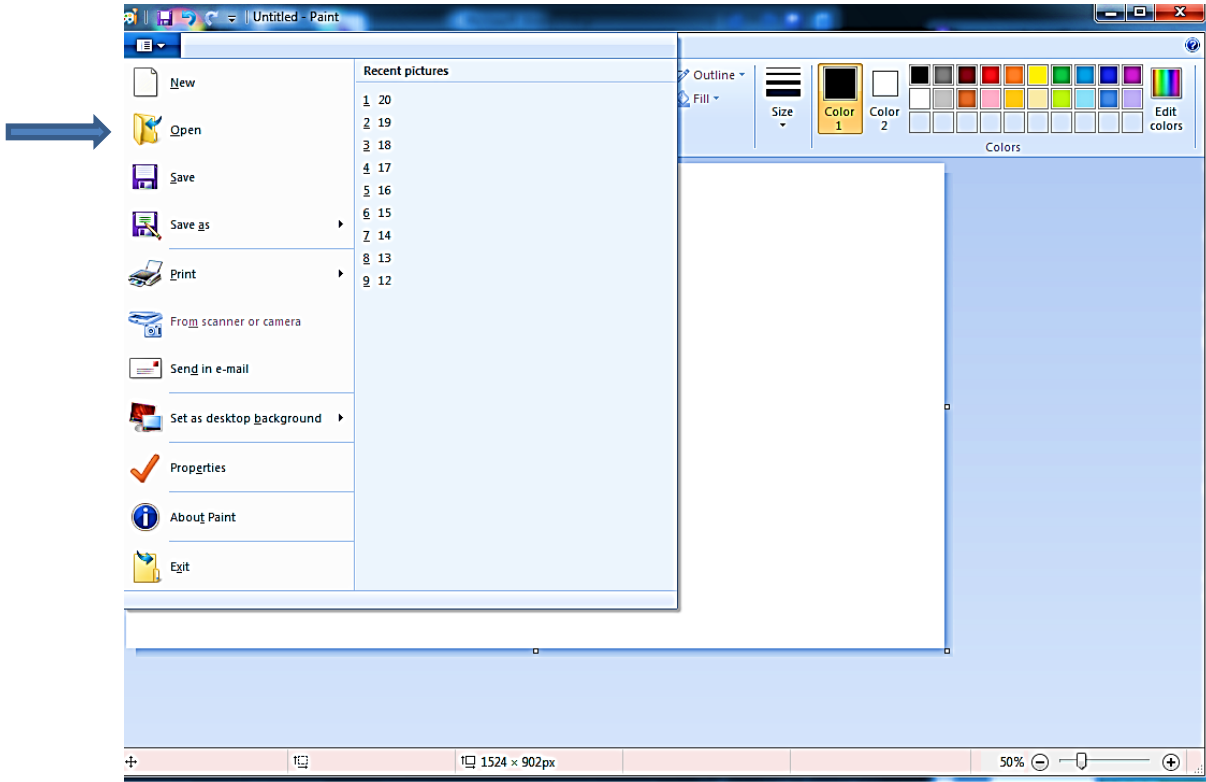 Untitled - Paint
New
Open
Save
Save as
Print
From scanner or camera
Send in e-mail
Set as desktop background
Properties
About Paint
Exit
Recent pictures
1 20
2 19
3 18
4 17
5 16
6 15
7 14
8 13
9 12
Outline
Fill
Size
Color
1
Color
2
Edit
colors
Colors
1524 × 902px
50%